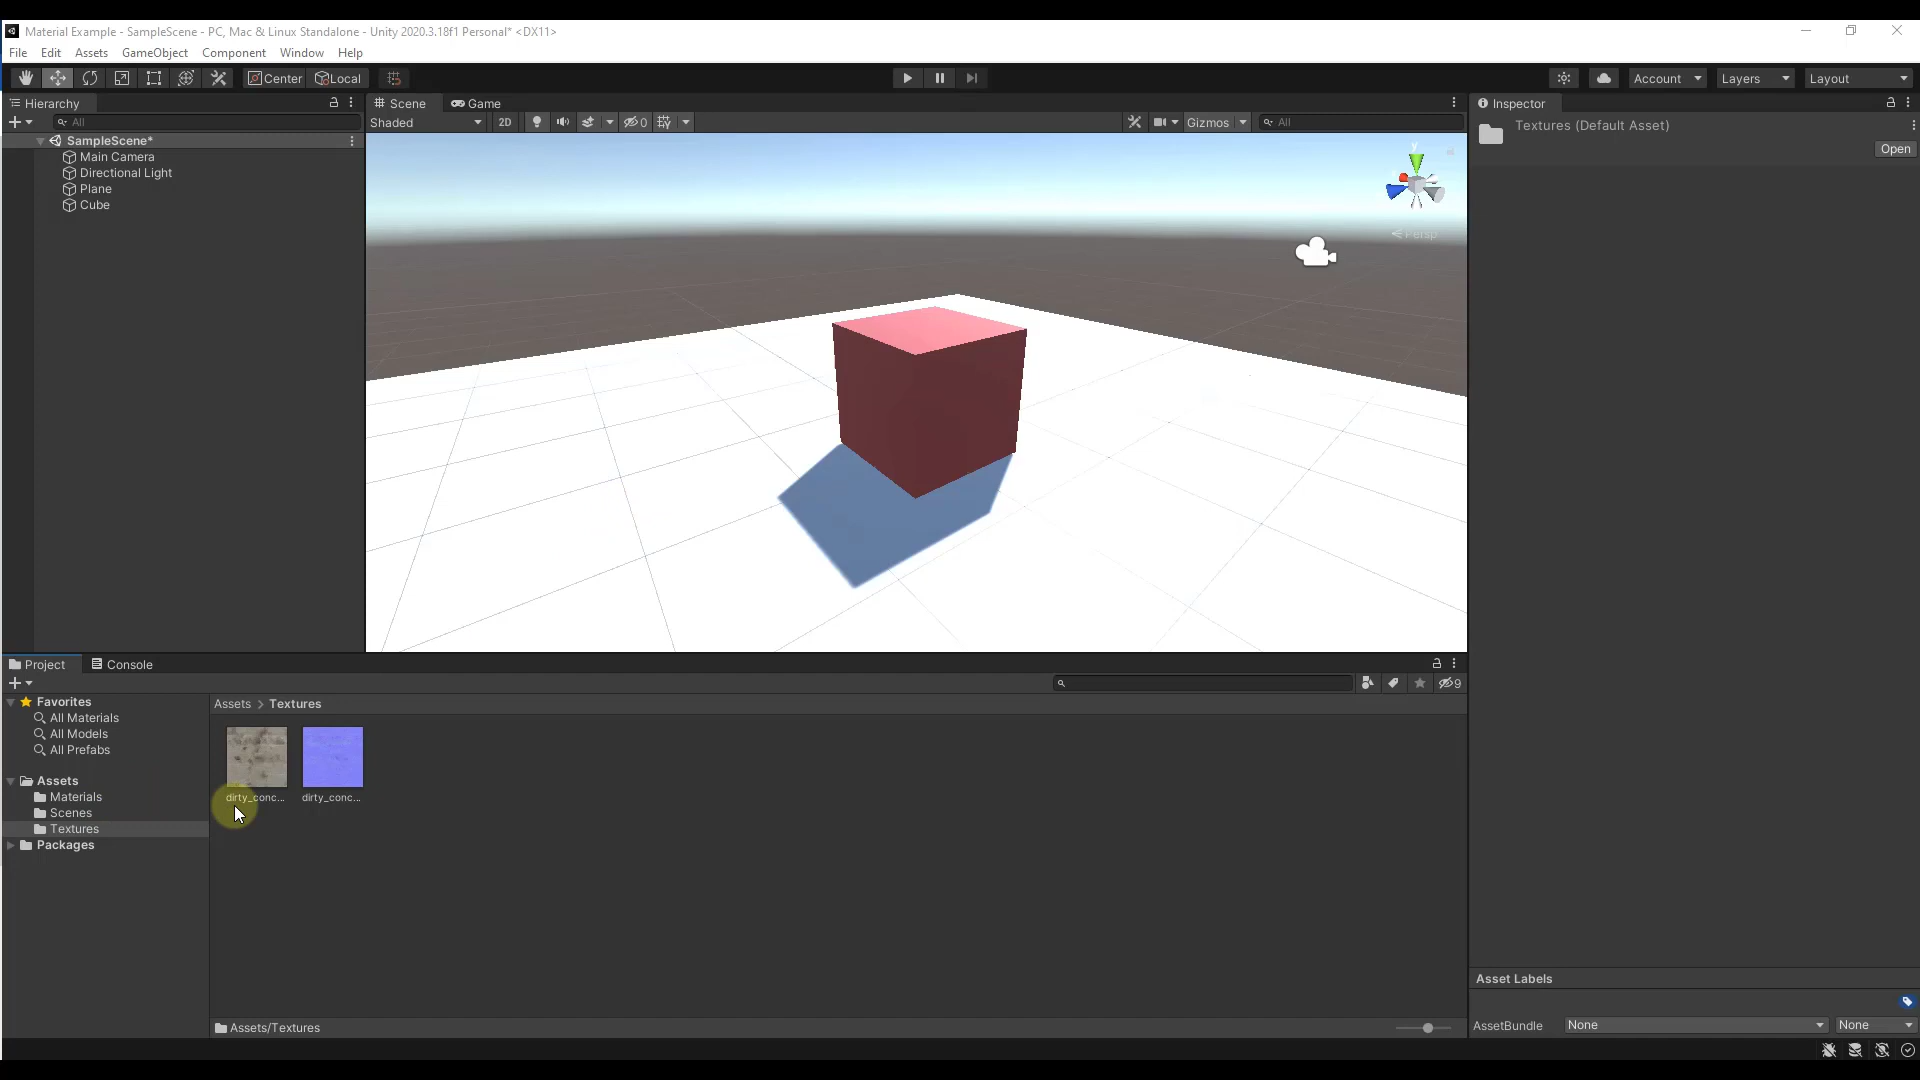 Material Example - SampleScene - PC, Mac & Linux Standalone - Unity 2020.3.18f1 Personal* <DX11>
File Edit Assets GameObject Component Window Help
Center Local Account Layers Layout
Hierarchy
All
SampleScene*
Main Camera
Directional Light
Plane
Cube
Scene Game
Shaded 2D 0 Gizmos All
y
Persp
Inspector
Textures (Default Asset)
Open
Project Console
9
Favorites
All Materials
All Models
All Prefabs
Assets
Materials
Scenes
Textures
Packages
Assets > Textures
dirty_conc... dirty_conc...
Assets/Textures
Asset Labels
AssetBundle None None